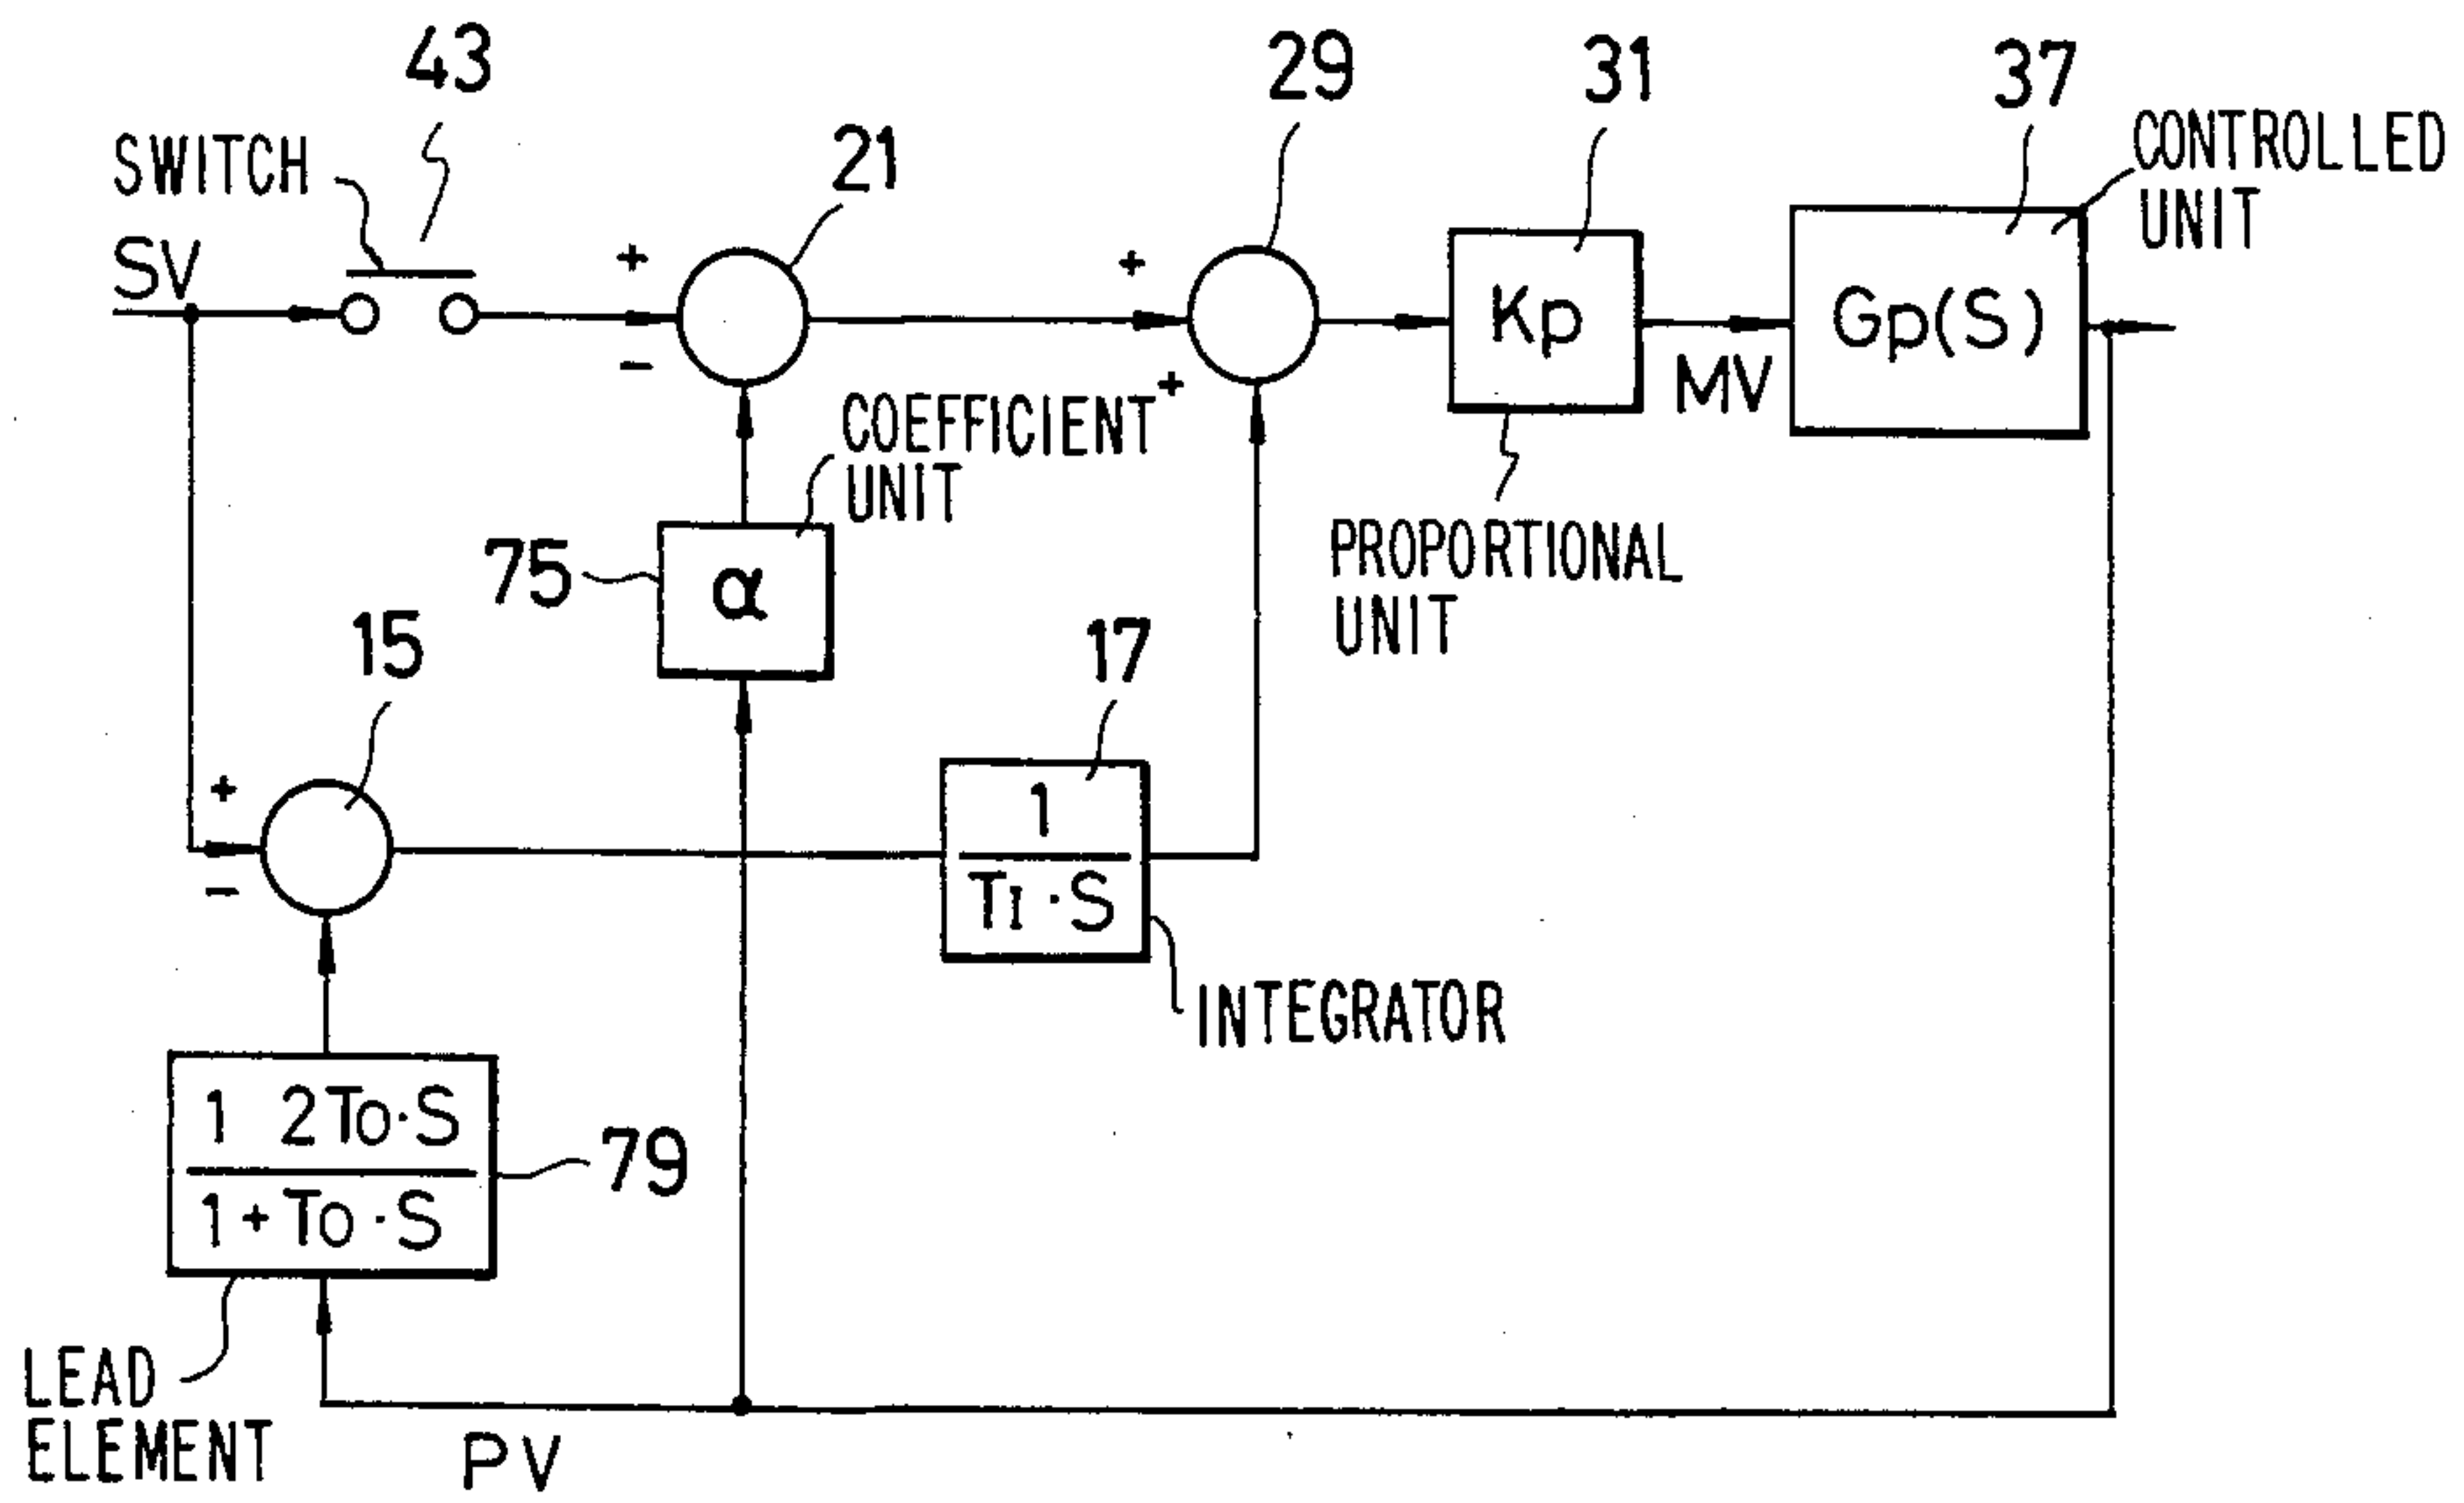 43
29
31
37
SWITCH
21
CONTROLLED
UNIT
SV
+
−
+
+
Kp
MV
Gp(S)
COEFFICIENT
UNIT
75
α
PROPORTIONAL
UNIT
15
17
+
−
1
TI·S
INTEGRATOR
1 2To·S
1+To·S
79
LEAD
ELEMENT
PV